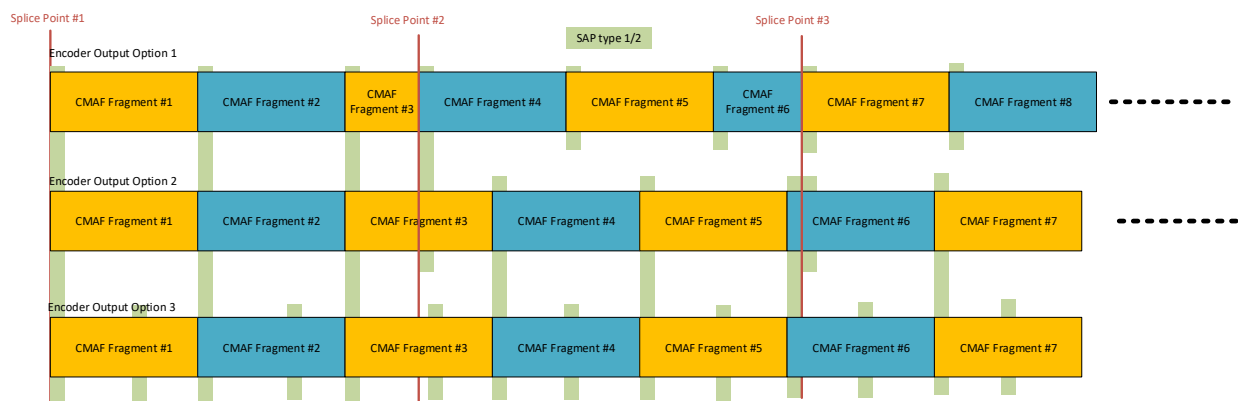 Splice Point #1
Splice Point #2
Splice Point #3
SAP type 1/2
Encoder Output Option 1
CMAF Fragment #1
CMAF Fragment #2
CMAF
Fragment #3
CMAF Fragment #4
CMAF Fragment #5
CMAF
Fragment #6
CMAF Fragment #7
CMAF Fragment #8
Encoder Output Option 2
CMAF Fragment #1
CMAF Fragment #2
CMAF Fragment #3
CMAF Fragment #4
CMAF Fragment #5
CMAF Fragment #6
CMAF Fragment #7
Encoder Output Option 3
CMAF Fragment #1
CMAF Fragment #2
CMAF Fragment #3
CMAF Fragment #4
CMAF Fragment #5
CMAF Fragment #6
CMAF Fragment #7